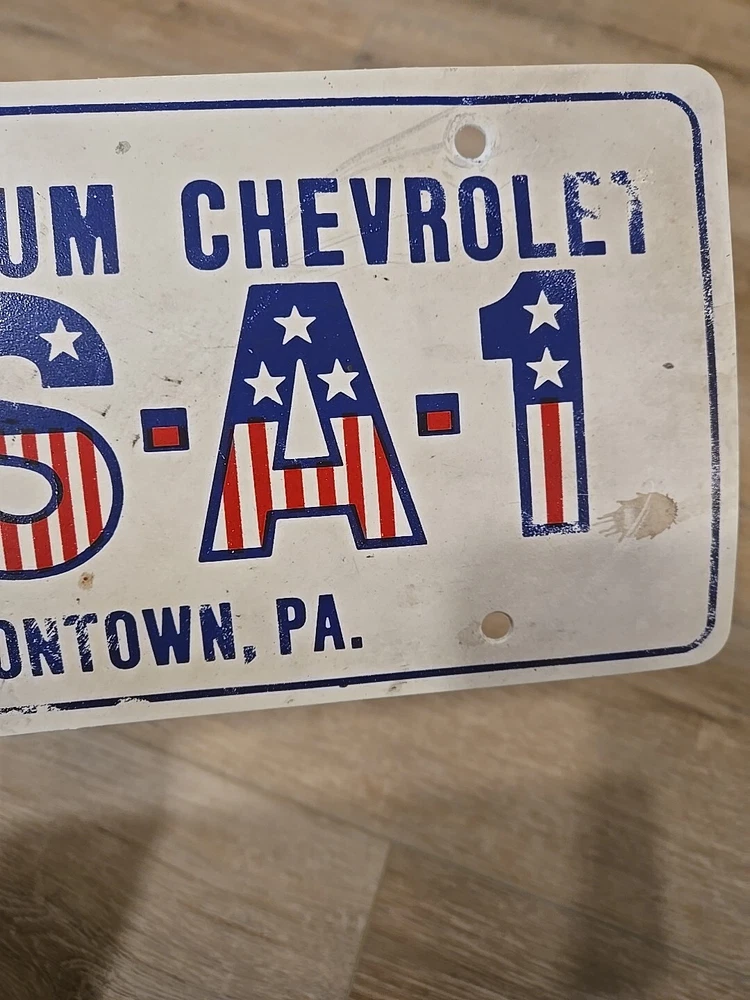 UM CHEVROLET
S-A-1
ONTOWN, PA.